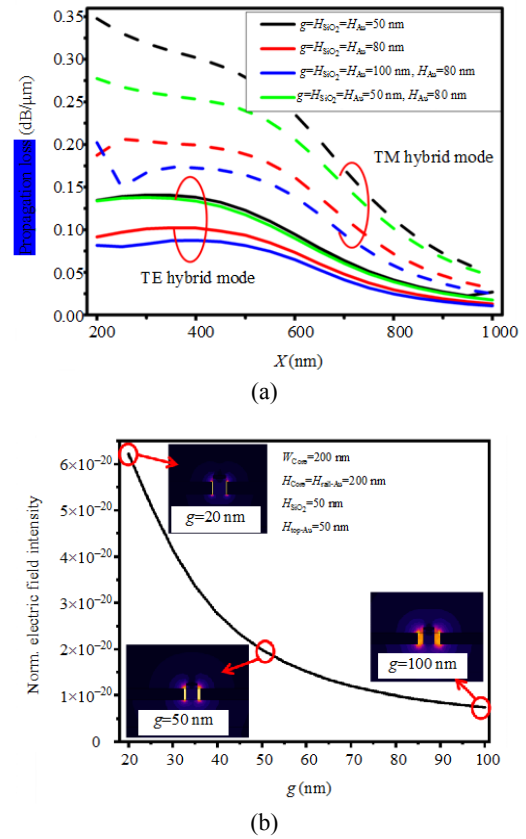 g=H_SiO2=H_Au=50 nm
g=H_SiO2=H_Au=80 nm
g=H_SiO2=H_Au=100 nm, H_Au=80 nm
g=H_SiO2=H_Au=50 nm, H_Au=80 nm
Propagation loss (dB/μm)
0.35
0.30
0.25
0.20
0.15
0.10
0.05
0.00
TM hybrid mode
TE hybrid mode
200
400
600
800
1000
X(nm)
(a)
Norm. electric field intensity
6×10⁻²⁰
5×10⁻²⁰
4×10⁻²⁰
3×10⁻²⁰
2×10⁻²⁰
1×10⁻²⁰
0
W_Core=200 nm
H_Core=H_rail-Au=200 nm
H_SiO2=50 nm
H_top-Au=50 nm
g=20 nm
g=50 nm
g=100 nm
20 30 40 50 60 70 80 90 100
g (nm)
(b)